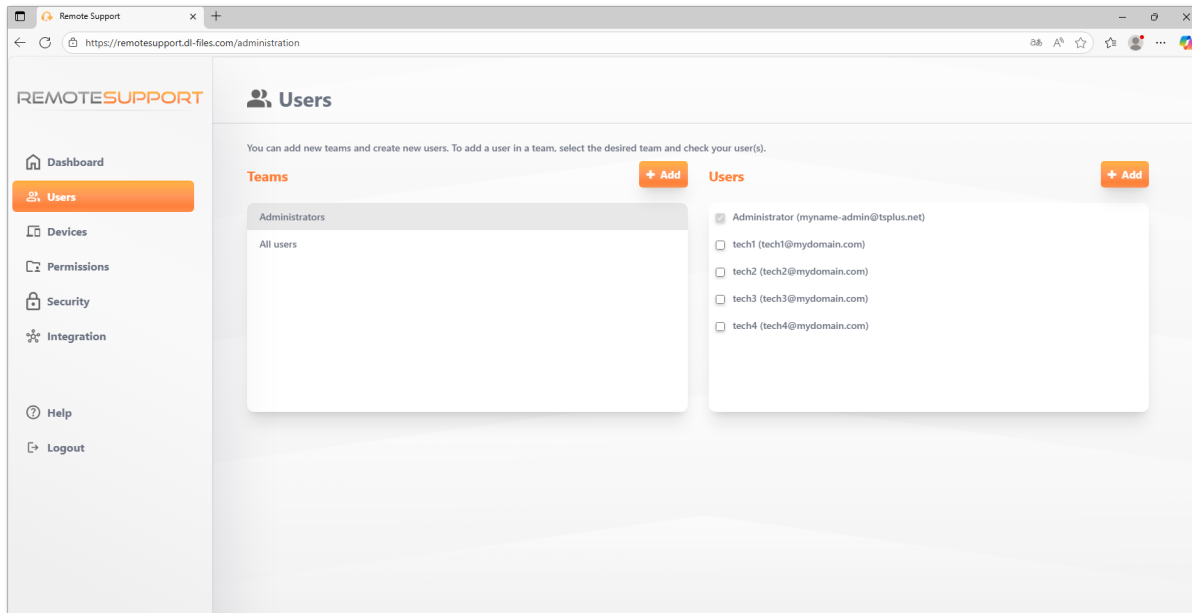 Remote Support
https://remotesupport.dl-files.com/administration
REMOTESUPPORT
Users
Dashboard
Users
Devices
Permissions
Security
Integration
Help
Logout
You can add new teams and create new users. To add a user in a team, select the desired team and check your user(s).
Teams
+ Add
Administrators
All users
Users
+ Add
Administrator (myname-admin@tsplus.net)
tech1 (tech1@mydomain.com)
tech2 (tech2@mydomain.com)
tech3 (tech3@mydomain.com)
tech4 (tech4@mydomain.com)